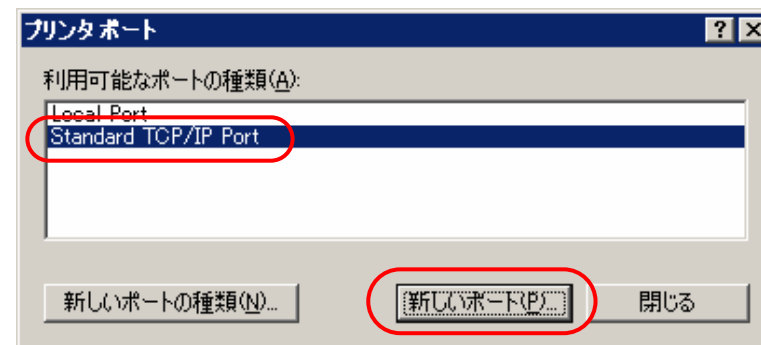 プリンタ ポート
利用可能なポートの種類(A):
Local Port
Standard TCP/IP Port
新しいポートの種類(N)...
新しいポート(P)...
閉じる